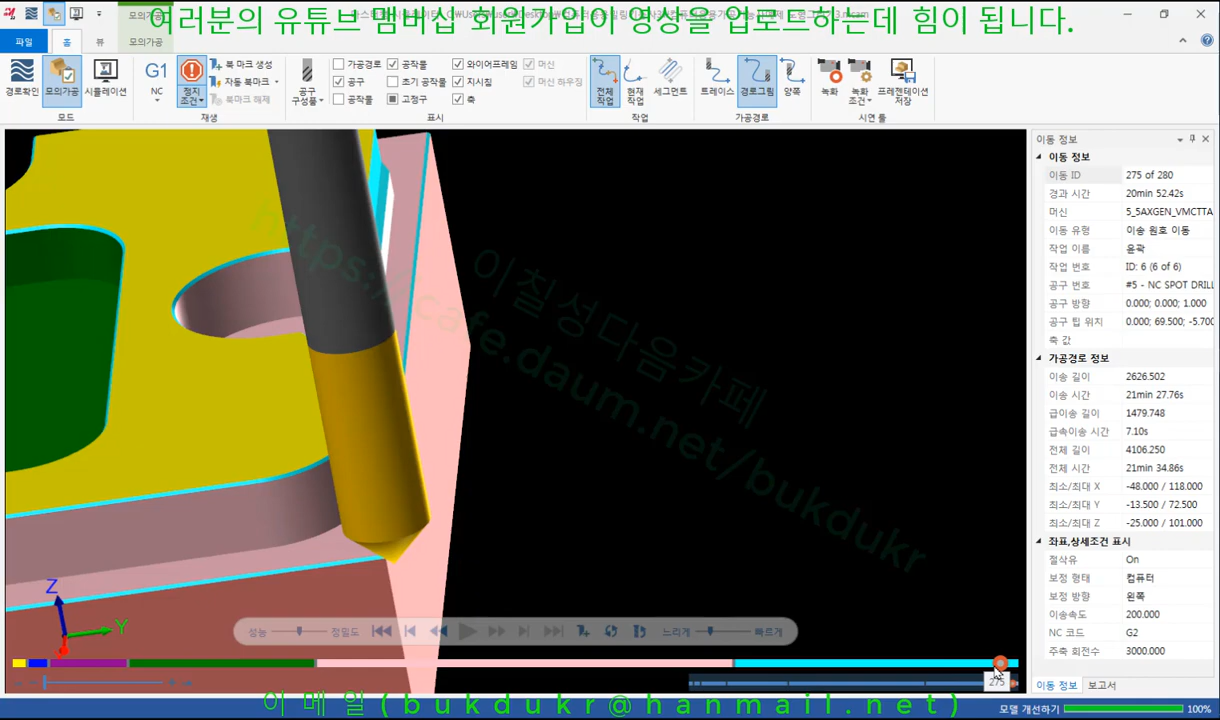 여러분의 유튜브 멤버십 회원가입이 영상을 업로드하는데 힘이 됩니다.
파일 홈 뷰 모의가공
경로확인 모의가공 시뮬레이션
모드
G1 NC
정지 조건
북 마크 생성
자동 북마크
북마크 해제
재생
공구 구성품
가공경로 공작물 와이어프레임 머신
공구 초기 공작물 지시침 머신 하우징
공작물 고정구 축
표시
전체 작업 현재 작업 세그먼트
작업
트레이스 경로그림 양쪽
가공경로
녹화 녹화 조건 프레젠테이션 저장
시연 툴
이동 정보
이동 정보
이동 ID 275 of 280
경과 시간 20min 52.42s
머신 5_5AXGEN_VMCTTA
이동 유형 이송 원호 이동
작업 이름 윤곽
작업 번호 ID: 6 (6 of 6)
공구 번호 #5 - NC SPOT DRILL
공구 방향 0.000; 0.000; 1.000
공구 팁 위치 0.000; 69.500; -5.700
축 값
가공경로 정보
이송 길이 2626.502
이송 시간 21min 27.76s
급이송 길이 1479.748
급속이송 시간 7.10s
전체 길이 4106.250
전체 시간 21min 34.86s
최소/최대 X -48.000 / 118.000
최소/최대 Y -13.500 / 72.500
최소/최대 Z -25.000 / 101.000
좌표,상세조건 표시
절삭유 On
보정 형태 컴퓨터
보정 방향 왼쪽
이송속도 200.000
NC 코드 G2
주축 회전수 3000.000
이동 정보 보고서
이칠성다음카페
https://cafe.daum.net/bukdukr
Z
Y
성능 정밀도 느리게 빠르게
275
이메일(bukdukr@hanmail.net)
모델 개선하기 100%